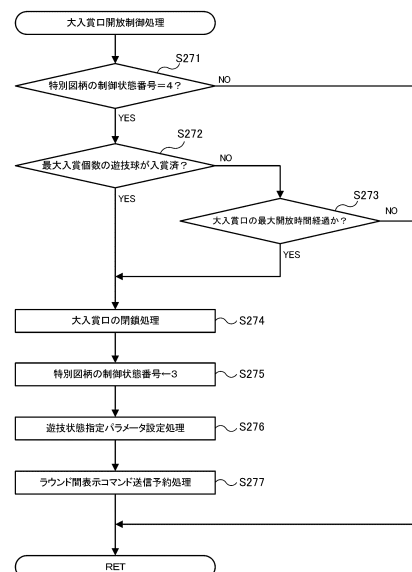 大入賞口開放制御処理
S271
特別図柄の制御状態番号=4?
NO
YES
S272
最大入賞個数の遊技球が入賞済?
NO
YES
S273
大入賞口の最大開放時間経過か?
NO
YES
大入賞口の閉鎖処理
S274
特別図柄の制御状態番号←3
S275
遊技状態指定パラメータ設定処理
S276
ラウンド間表示コマンド送信予約処理
S277
RET